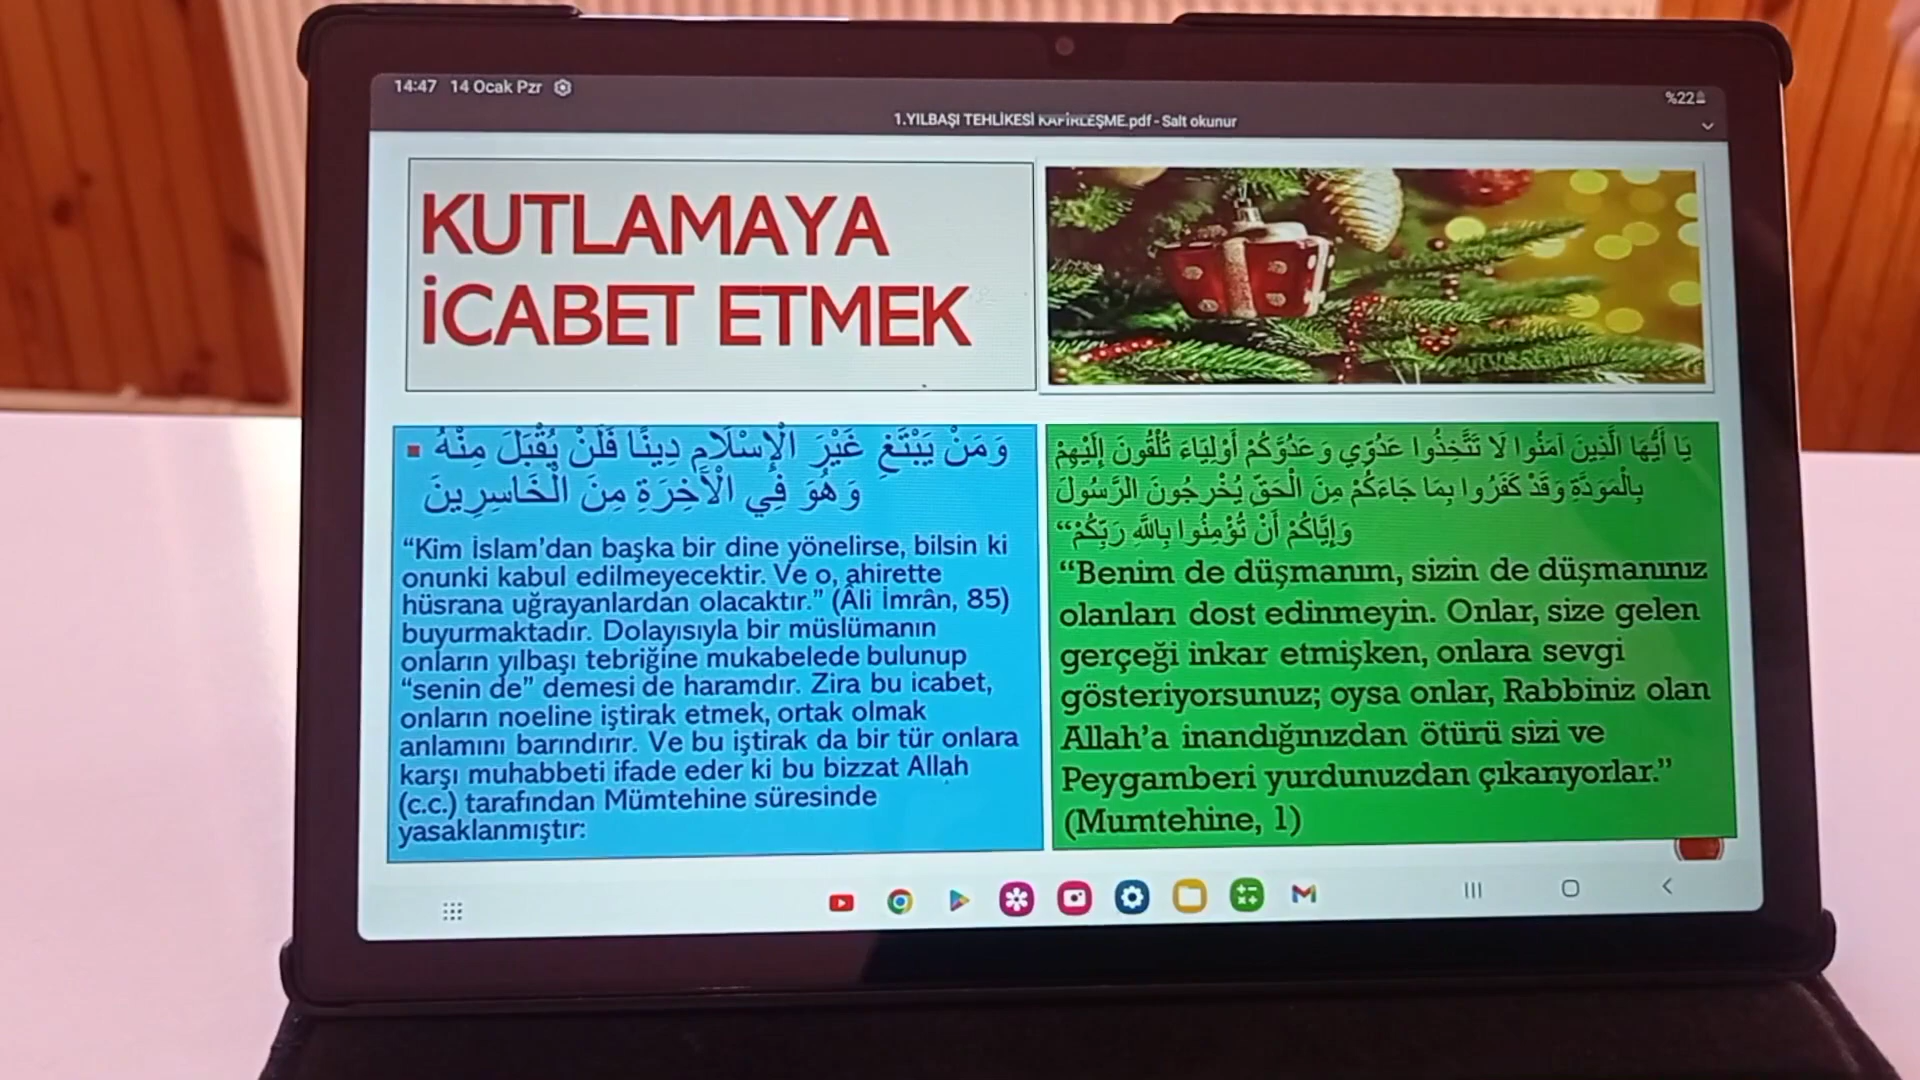 14:47 14 Ocak Pzr
%22
1.YILBAŞI TEHLİKESİ KAFİRLEŞME.pdf - Salt okunur
KUTLAMAYA
İCABET ETMEK
وَمَنْ يَبْتَغِ غَيْرَ الْإِسْلَامِ دِينًا فَلَنْ يُقْبَلَ مِنْهُ
وَهُوَ فِي الْآخِرَةِ مِنَ الْخَاسِرِينَ
“Kim İslam’dan başka bir dine yönelirse, bilsin ki
onunki kabul edilmeyecektir. Ve o, ahirette
hüsrana uğrayanlardan olacaktır.” (Âli İmrân, 85)
buyurmaktadır. Dolayısıyla bir müslümanın
onların yılbaşı tebriğine mukabelede bulunup
“senin de” demesi de haramdır. Zira bu icabet,
onların noeline iştirak etmek, ortak olmak
anlamını barındırır. Ve bu iştirak da bir tür onlara
karşı muhabbeti ifade eder ki bu bizzat Allah
(c.c.) tarafından Mümtehine süresinde
yasaklanmıştır:
يَا أَيُّهَا الَّذِينَ آمَنُوا لَا تَتَّخِذُوا عَدُوِّي وَعَدُوَّكُمْ أَوْلِيَاءَ تُلْقُونَ إِلَيْهِمْ
بِالْمَوَدَّةِ وَقَدْ كَفَرُوا بِمَا جَاءَكُمْ مِنَ الْحَقِّ يُخْرِجُونَ الرَّسُولَ
وَإِيَّاكُمْ أَنْ تُؤْمِنُوا بِاللَّهِ رَبِّكُمْ“
“Benim de düşmanım, sizin de düşmanınız
olanları dost edinmeyin. Onlar, size gelen
gerçeği inkar etmişken, onlara sevgi
gösteriyorsunuz; oysa onlar, Rabbiniz olan
Allah’a inandığınızdan ötürü sizi ve
Peygamberi yurdunuzdan çıkarıyorlar.”
(Mumtehine, 1)